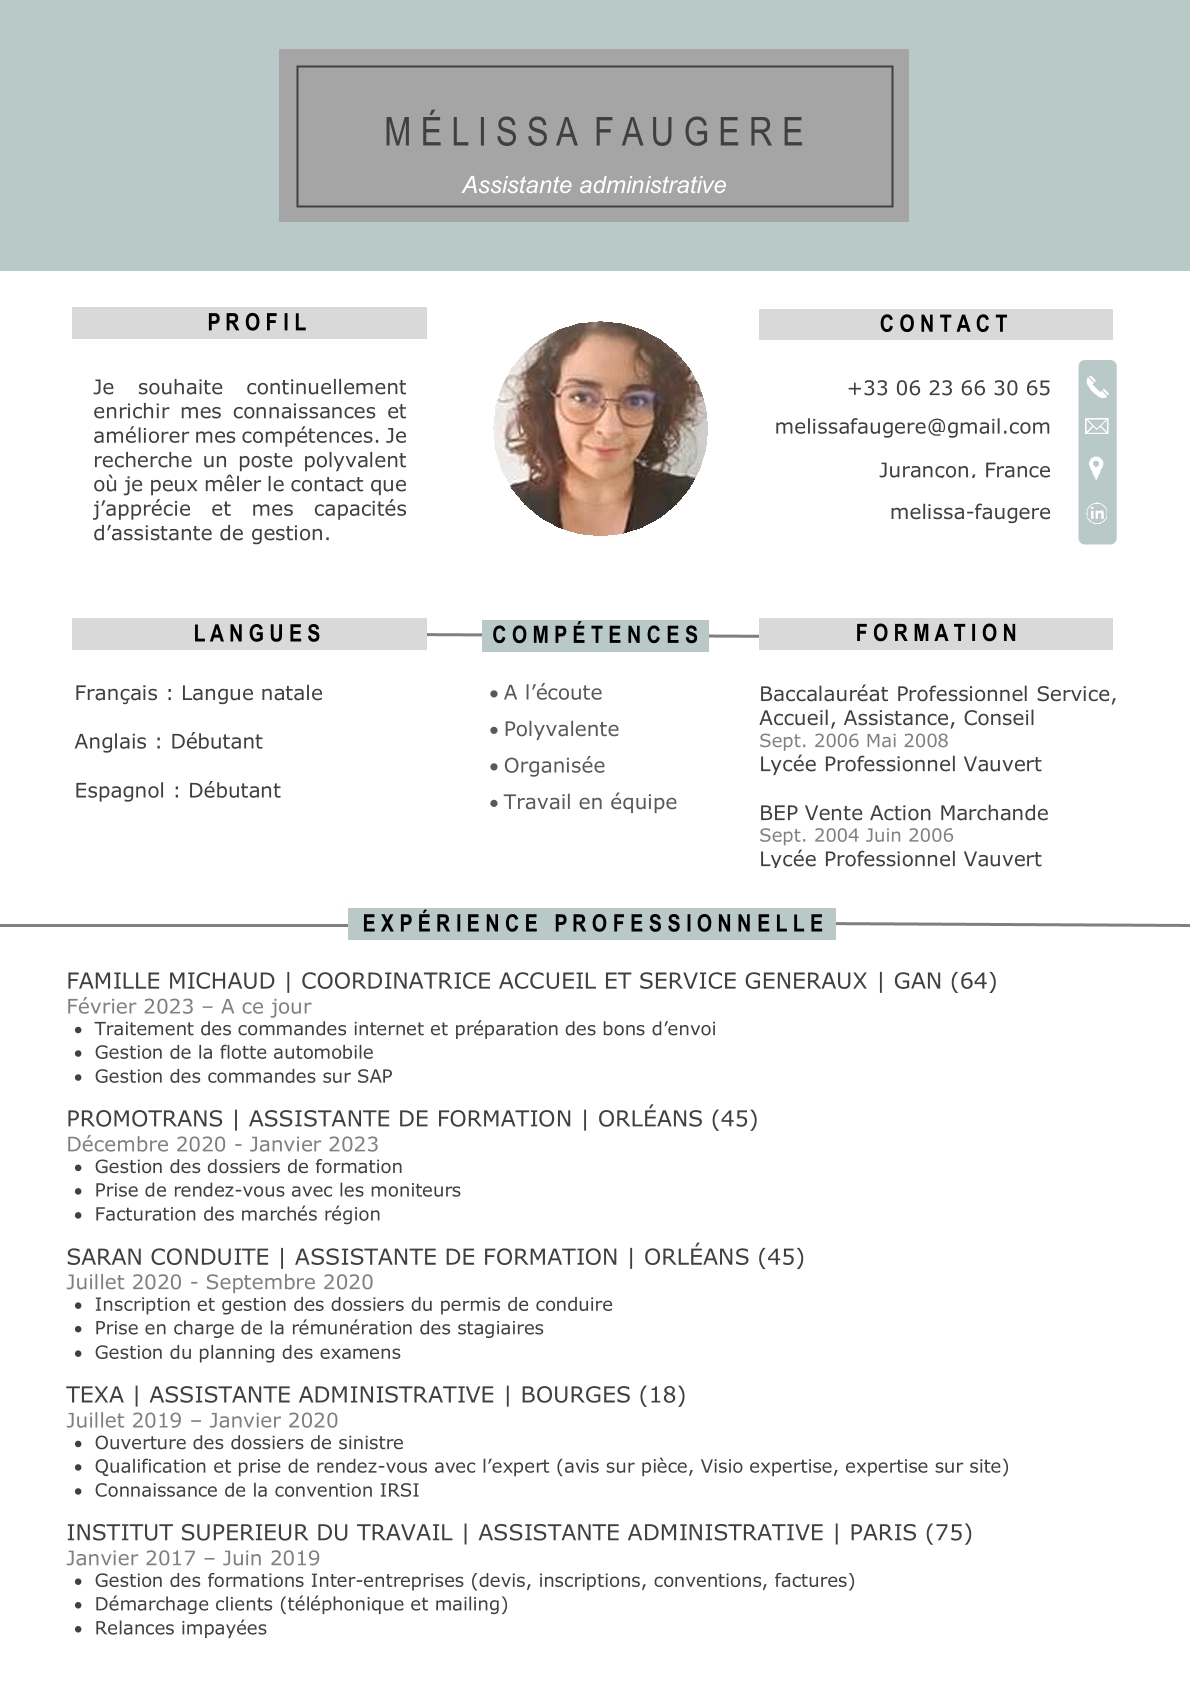 MÉLISSA FAUGERE
Assistante administrative
PROFIL
Je souhaite continuellement
enrichir mes connaissances et
améliorer mes compétences. Je
recherche un poste polyvalent
où je peux mêler le contact que
j’apprécie et mes capacités
d’assistante de gestion.
CONTACT
+33 06 23 66 30 65
melissafaugere@gmail.com
Jurançon, France
melissa-faugere
in
LANGUES
Français : Langue natale
Anglais : Débutant
Espagnol : Débutant
COMPÉTENCES
• A l’écoute
• Polyvalente
• Organisée
• Travail en équipe
FORMATION
Baccalauréat Professionnel Service,
Accueil, Assistance, Conseil
Sept. 2006 Mai 2008
Lycée Professionnel Vauvert
BEP Vente Action Marchande
Sept. 2004 Juin 2006
Lycée Professionnel Vauvert
EXPÉRIENCE PROFESSIONNELLE
FAMILLE MICHAUD | COORDINATRICE ACCUEIL ET SERVICE GENERAUX | GAN (64)
Février 2023 – A ce jour
• Traitement des commandes internet et préparation des bons d’envoi
• Gestion de la flotte automobile
• Gestion des commandes sur SAP
PROMOTRANS | ASSISTANTE DE FORMATION | ORLÉANS (45)
Décembre 2020 - Janvier 2023
• Gestion des dossiers de formation
• Prise de rendez-vous avec les moniteurs
• Facturation des marchés région
SARAN CONDUITE | ASSISTANTE DE FORMATION | ORLÉANS (45)
Juillet 2020 - Septembre 2020
• Inscription et gestion des dossiers du permis de conduire
• Prise en charge de la rémunération des stagiaires
• Gestion du planning des examens
TEXA | ASSISTANTE ADMINISTRATIVE | BOURGES (18)
Juillet 2019 – Janvier 2020
• Ouverture des dossiers de sinistre
• Qualification et prise de rendez-vous avec l’expert (avis sur pièce, Visio expertise, expertise sur site)
• Connaissance de la convention IRSI
INSTITUT SUPERIEUR DU TRAVAIL | ASSISTANTE ADMINISTRATIVE | PARIS (75)
Janvier 2017 – Juin 2019
• Gestion des formations Inter-entreprises (devis, inscriptions, conventions, factures)
• Démarchage clients (téléphonique et mailing)
• Relances impayées